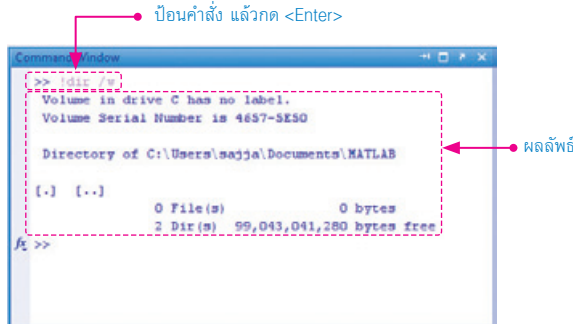 ป้อนคำสั่ง แล้วกด <Enter>
Command Window
>> !dir /w
Volume in drive C has no label.
Volume Serial Number is 4657-5E50
Directory of C:\Users\sajja\Documents\MATLAB
ผลลัพธ์
[.] [..]
0 File(s) 0 bytes
2 Dir(s) 99,043,041,280 bytes free
fx >>